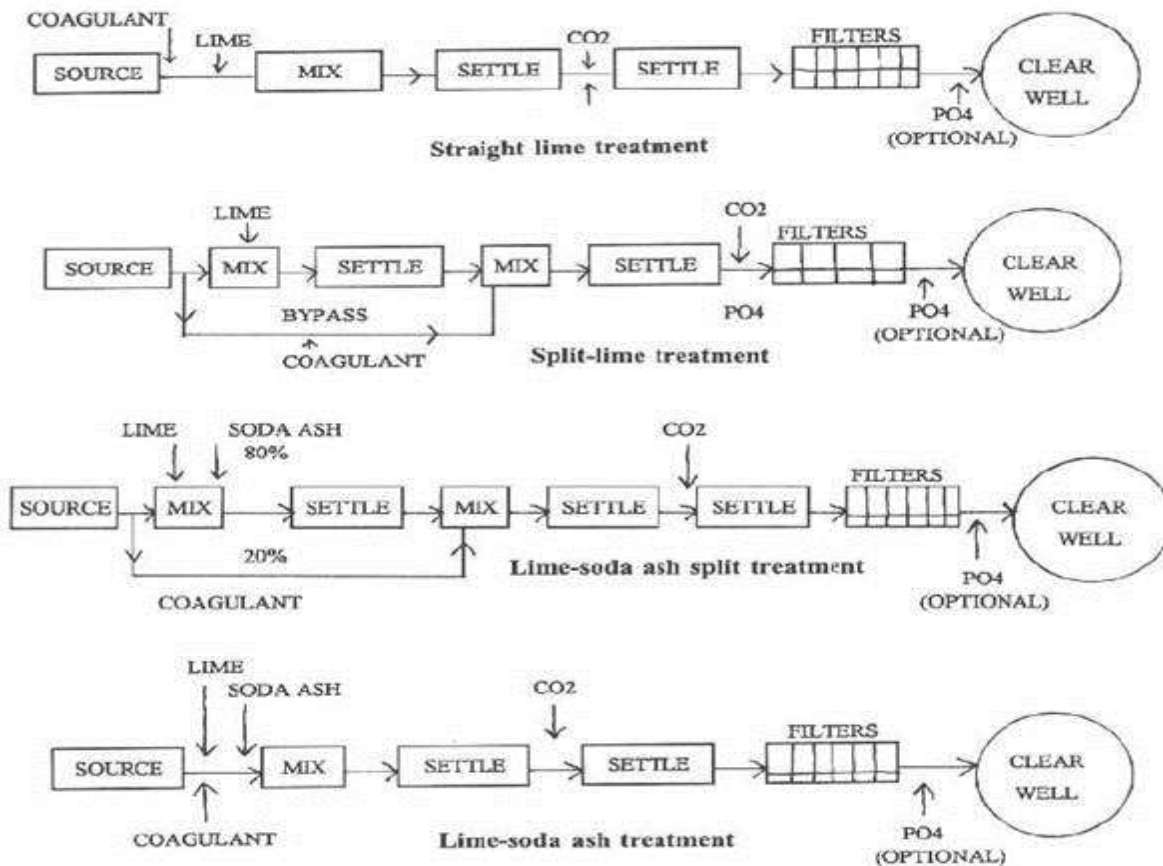 COAGULANT
LIME
CO2
FILTERS
SOURCE
MIX
SETTLE
SETTLE
CLEAR
WELL
PO4
(OPTIONAL)
Straight lime treatment
LIME
CO2
FILTERS
SOURCE
MIX
SETTLE
MIX
SETTLE
CLEAR
WELL
BYPASS
PO4
PO4
(OPTIONAL)
COAGULANT
Split-lime treatment
LIME
SODA ASH
80%
CO2
FILTERS
SOURCE
MIX
SETTLE
MIX
SETTLE
SETTLE
CLEAR
WELL
20%
Lime-soda ash split treatment
PO4
(OPTIONAL)
COAGULANT
LIME
SODA ASH
CO2
FILTERS
SOURCE
MIX
SETTLE
SETTLE
CLEAR
WELL
COAGULANT
Lime-soda ash treatment
PO4
(OPTIONAL)